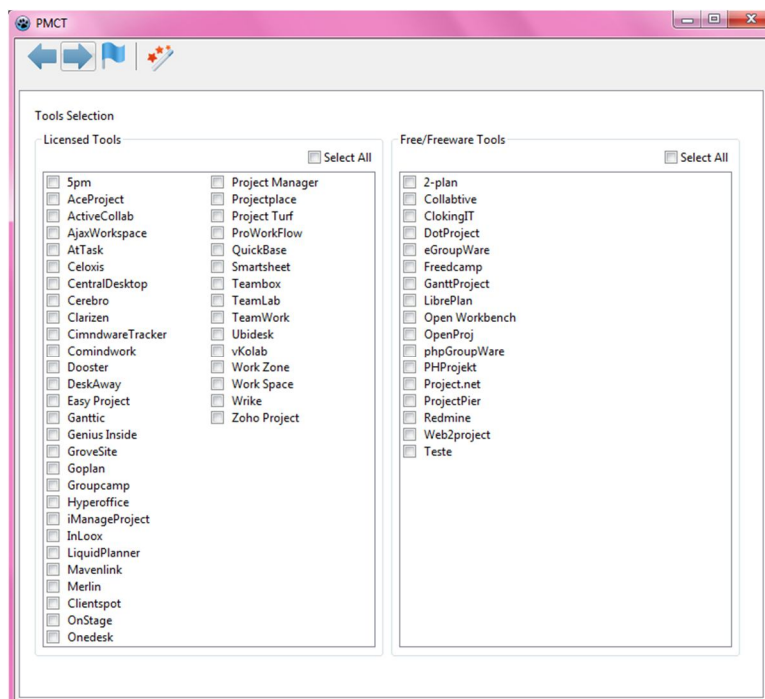 PMCT
Tools Selection
Licensed Tools
Select All
5pm
AceProject
ActiveCollab
AjaxWorkspace
AtTask
Celoxis
CentralDesktop
Cerebro
Clarizen
CimndwareTracker
Comindwork
Dooster
DeskAway
Easy Project
Ganttic
Genius Inside
GroveSite
Goplan
Groupcamp
Hyperoffice
iManageProject
InLoox
LiquidPlanner
Mavenlink
Merlin
Clientspot
OnStage
Onedesk
Project Manager
Projectplace
Project Turf
ProWorkFlow
QuickBase
Smartsheet
Teambox
TeamLab
TeamWork
Ubidesk
vKolab
Work Zone
Work Space
Wrike
Zoho Project
Free/Freeware Tools
Select All
2-plan
Collabtive
ClokingIT
DotProject
eGroupWare
Freedcamp
GanttProject
LibrePlan
Open Workbench
OpenProj
phpGroupWare
PHProjekt
Project.net
ProjectPier
Redmine
Web2project
Teste